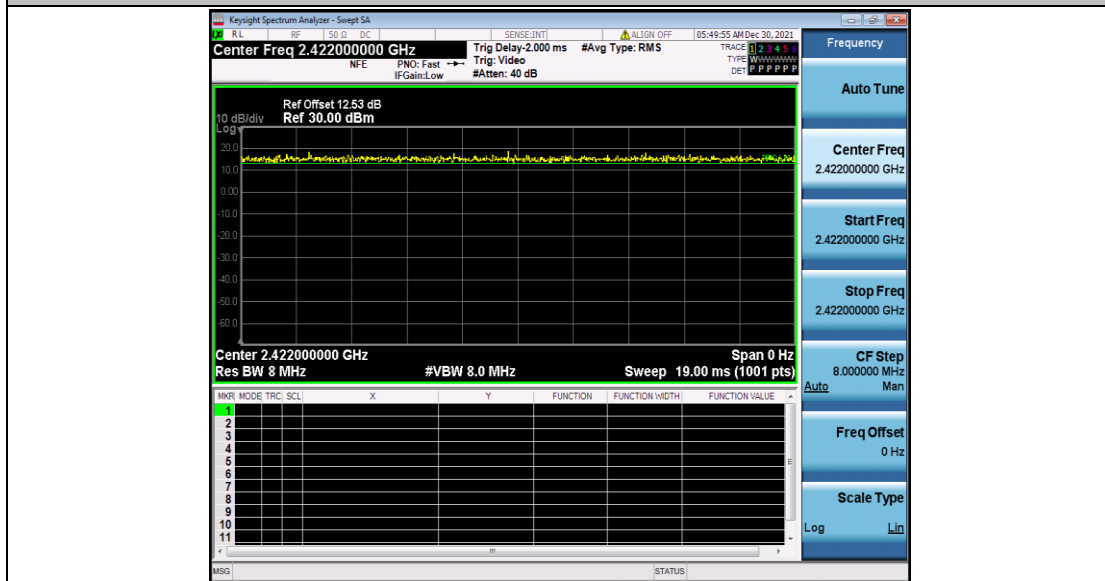 Keysight Spectrum Analyzer - Swept SA
RL RF 50 Ω DC SENSE:INT ALIGN OFF 05:49:55 AM Dec 30, 2021
Center Freq 2.422000000 GHz
NFE PNO: Fast IFGain:Low
Trig Delay-2.000 ms #Avg Type: RMS
Trig: Video
#Atten: 40 dB
TRACE 1 2 3 4 5 6
TYPE WWWWWW
DET P P P P P P
Frequency
Auto Tune
Center Freq
2.422000000 GHz
Start Freq
2.422000000 GHz
Stop Freq
2.422000000 GHz
CF Step
8.000000 MHz
Auto Man
Freq Offset
0 Hz
Scale Type
Log Lin
Ref Offset 12.53 dB
10 dB/div Ref 30.00 dBm
Log
20.0
10.0
0.00
-10.0
-20.0
-30.0
-40.0
-50.0
-60.0
Center 2.422000000 GHz Span 0 Hz
Res BW 8 MHz #VBW 8.0 MHz Sweep 19.00 ms (1001 pts)
MKR MODE TRC SCL X Y FUNCTION FUNCTION WIDTH FUNCTION VALUE
1
2
3
4
5
6
7
8
9
10
11
MSG STATUS